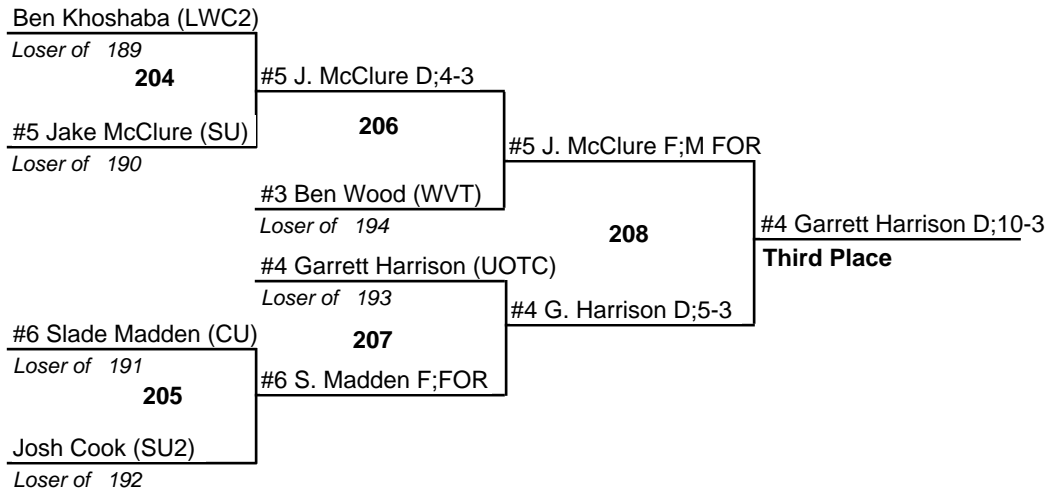 Ben Khoshaba (LWC2)
Loser of 189
204
#5 J. McClure D;4-3
#5 Jake McClure (SU)
Loser of 190
206
#5 J. McClure F;M FOR
#3 Ben Wood (WVT)
Loser of 194
208
#4 Garrett Harrison D;10-3
Third Place
#4 Garrett Harrison (UOTC)
Loser of 193
#4 G. Harrison D;5-3
#6 Slade Madden (CU)
Loser of 191
207
205
#6 S. Madden F;FOR
Josh Cook (SU2)
Loser of 192